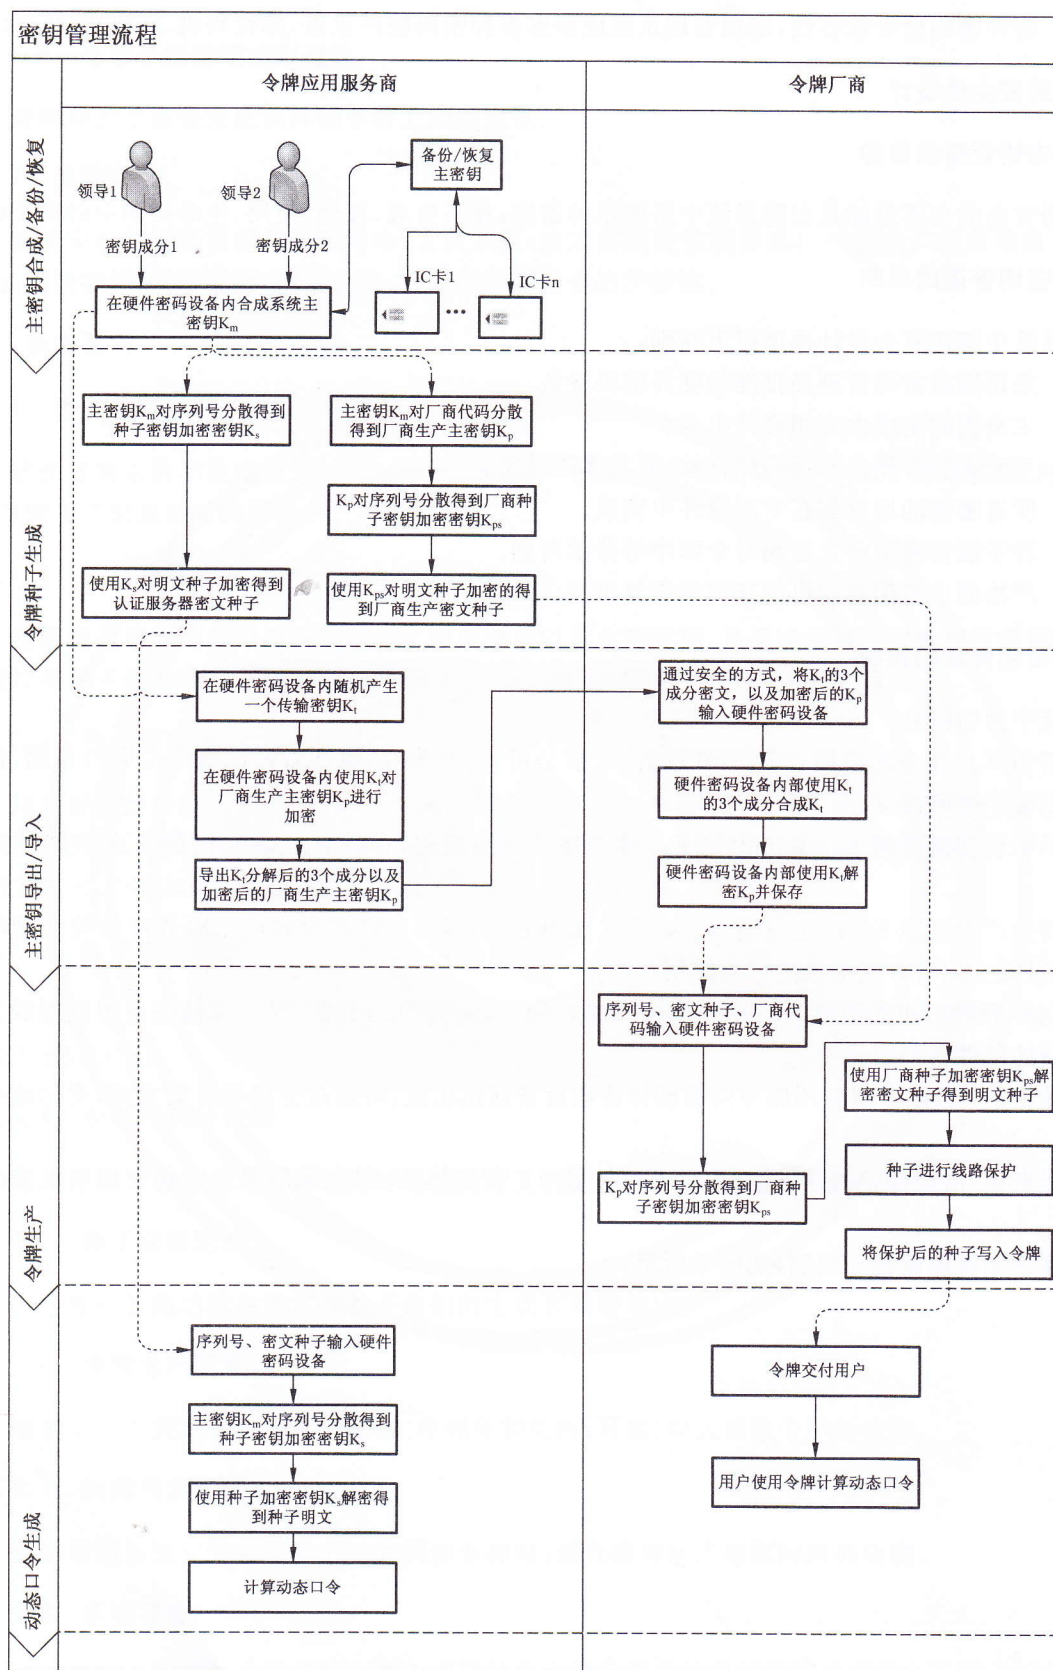 密钥管理流程
令牌应用服务商
令牌厂商
主密钥合成/备份/恢复
领导1
领导2
备份/恢复
主密钥
密钥成分1
密钥成分2
IC卡1
IC卡n
…
在硬件密码设备内合成系统主
密钥Km
令牌种子生成
主密钥Km对序列号分散得到
种子密钥加密密钥Ks
主密钥Km对厂商代码分散
得到厂商生产主密钥Kp
Kp对序列号分散得到厂商种
子密钥加密密钥Kps
使用Ks对明文种子加密得到
认证服务器密文种子
使用Kps对明文种子加密的得
到厂商生产密文种子
主密钥导出/导入
在硬件密码设备内随机产生
一个传输密钥Kt
在硬件密码设备内使用Kt对
厂商生产主密钥Kp进行
加密
导出Kt分解后的3个成分以及
加密后的厂商生产主密钥Kp
通过安全的方式，将Kt的3个
成分密文，以及加密后的Kp
输入硬件密码设备
硬件密码设备内部使用Kt
的3个成分合成Kt
硬件密码设备内部使用Kt解
密Kp并保存
令牌生产
序列号、密文种子、厂商代
码输入硬件密码设备
Kp对序列号分散得到厂商种
子密钥加密密钥Kps
使用厂商种子加密密钥Kps解
密密文种子得到明文种子
种子进行线路保护
将保护后的种子写入令牌
动态口令生成
序列号、密文种子输入硬件
密码设备
主密钥Km对序列号分散得到
种子密钥加密密钥Ks
使用种子加密密钥Ks解密得
到种子明文
计算动态口令
令牌交付用户
用户使用令牌计算动态口令